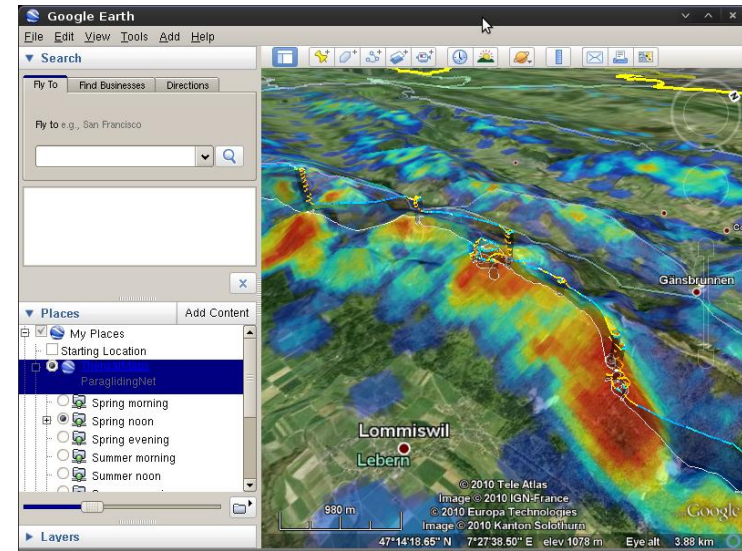 Google Earth
File Edit View Tools Add Help
Search
Fly To Find Businesses Directions
Fly to e.g., San Francisco
Places Add Content
My Places
Starting Location
ParaglidingNet
Spring morning
Spring noon
Spring evening
Summer morning
Summer noon
Layers
Gänsbrunnen
Lommiswil
Lebern
© 2010 Tele Atlas
Image © 2010 IGN-France
© 2010 Europa Technologies
Image © 2010 Kanton Solothurn
Google
980 m
47°14'18.65" N 7°27'38.50" E elev 1078 m Eye alt 3.88 km